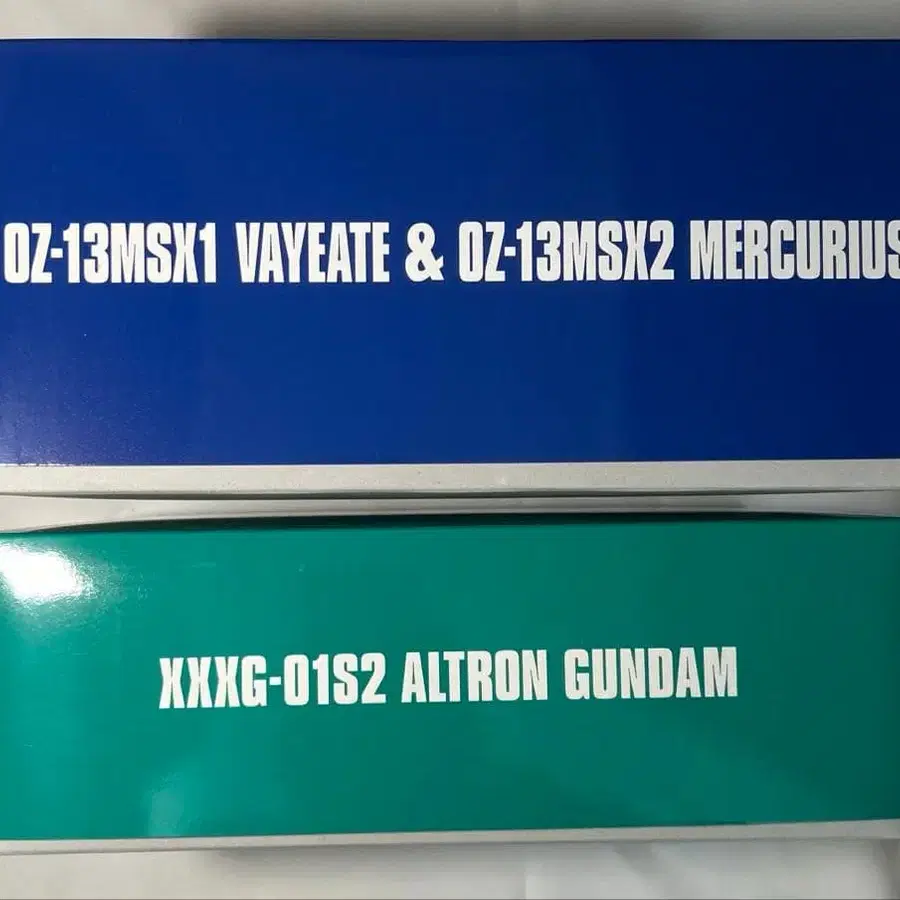 OZ-13MSX1 VAYEATE & OZ-13MSX2 MERCURIUS
XXXG-01S2 ALTRON GUNDAM